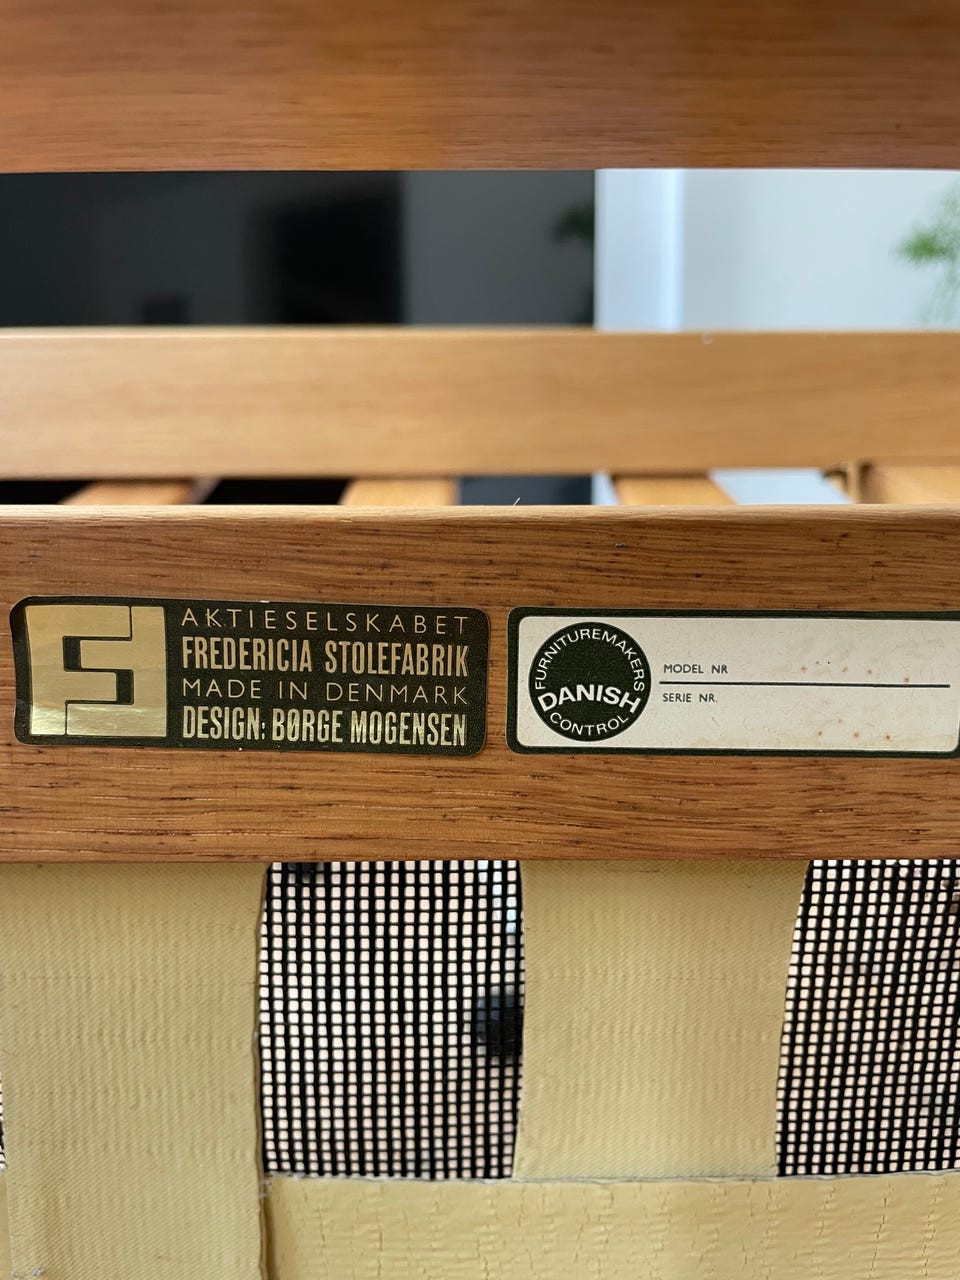 AKTIESELSKABET
FREDERICIA STOLEFABRIK
MADE IN DENMARK
DESIGN: BØRGE MOGENSEN
FURNITUREMAKERS
DANISH
CONTROL
MODEL NR
SERIE NR.